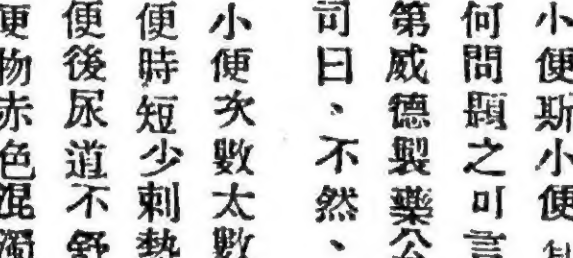 小便斯小便
何問題之可言
第威德製藥公
司曰、不然、
小便次數太數
便時短少刺熱
便後尿道不舒
便物赤色混濁